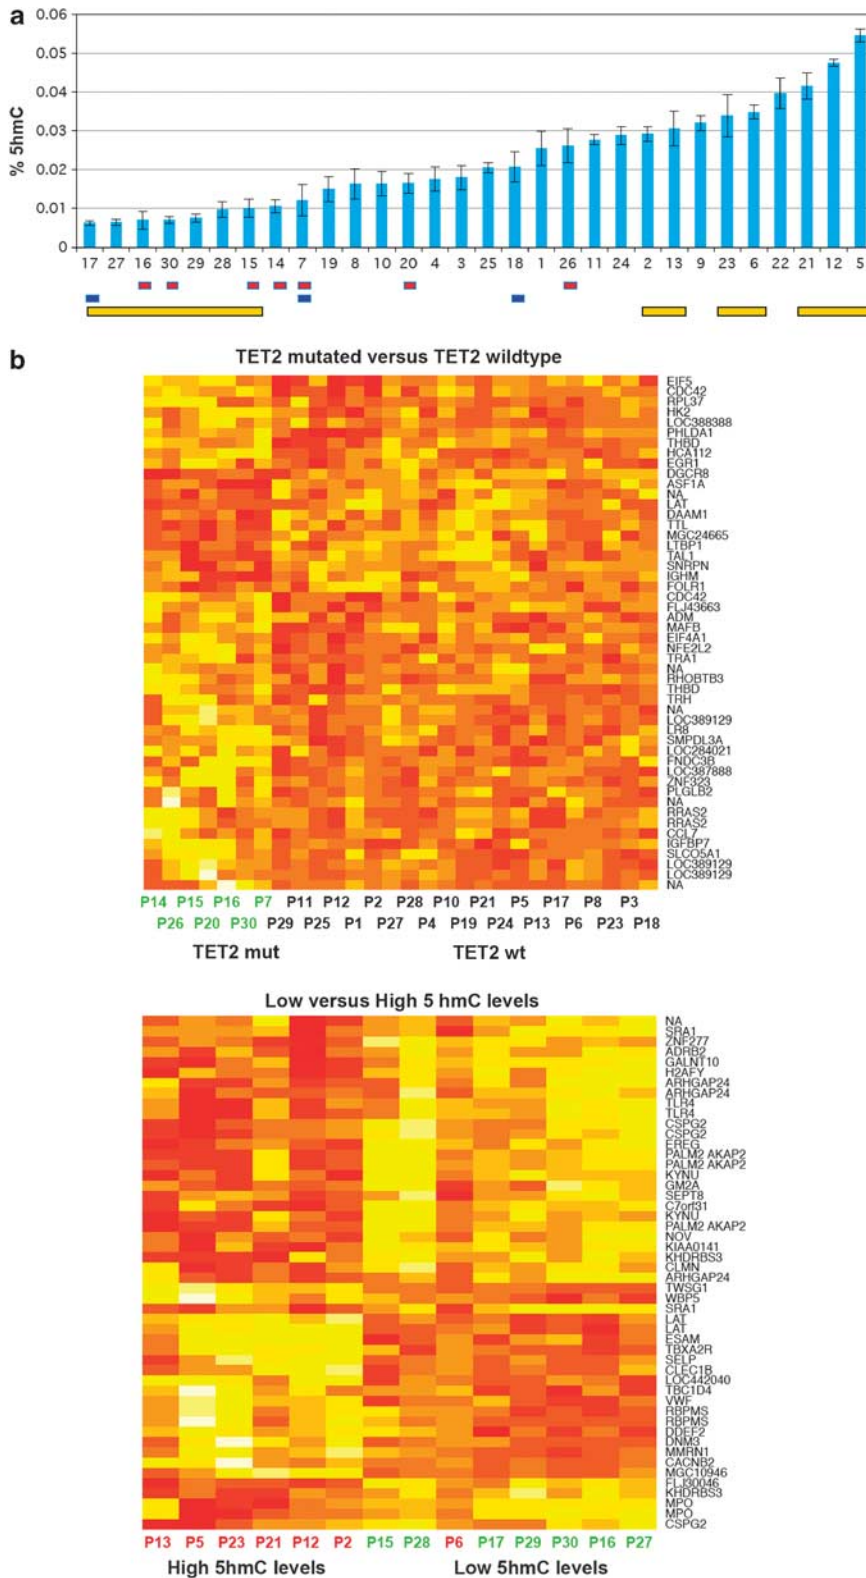 a
0.06
0.05
0.04
0.03
0.02
0.01
0
% 5hmC
17 27 16 30 29 28 15 14 7 19 8 10 20 4 3 25 18 1 26 11 24 2 13 9 23 6 22 21 12 5
b
TET2 mutated versus TET2 wildtype
EIF5
CDC42
RPL37
HK2
LOC388388
PHLDA1
THBD
HCA112
EGR1
DGCR8
ASF1A
NA
LAT
DAAM1
TTL
MGC24665
LTBP1
TAL1
SNRPN
IGHM
FOLR1
CDC42
FLJ43663
ADM
MAFB
EIF4A1
NFE2L2
TRA1
NA
RHOBTB3
THBD
TRH
NA
LOC389129
LR8
SMPDL3A
LOC284021
FNDC3B
LOC387888
ZNF323
PLGLB2
NA
RRAS2
RRAS2
CCL7
IGFBP7
SLCO5A1
LOC389129
LOC389129
NA
P14 P15 P16 P7 P11 P12 P2 P28 P10 P21 P5 P17 P8 P3
P26 P20 P30 P29 P25 P1 P27 P4 P19 P24 P13 P6 P23 P18
TET2 mut TET2 wt
Low versus High 5 hmC levels
NA
SRA1
ZNF277
ADRB2
GALNT10
H2AFY
ARHGAP24
ARHGAP24
TLR4
TLR4
CSPG2
CSPG2
EREG
PALM2 AKAP2
PALM2 AKAP2
KYNU
GM2A
SEPT8
C7orf31
KYNU
PALM2 AKAP2
NOV
KIAA0141
KHDRBS3
CLMN
ARHGAP24
TWSG1
WBP5
SRA1
LAT
LAT
ESAM
TBXA2R
SELP
CLEC1B
LOC442040
TBC1D4
VWF
RBPMS
RBPMS
DDEF2
DNM3
MMRN1
CACNB2
MGC10946
FLJ30046
KHDRBS3
MPO
MPO
CSPG2
P13 P5 P23 P21 P12 P2 P15 P28 P6 P17 P29 P30 P16 P27
High 5hmC levels Low 5hmC levels